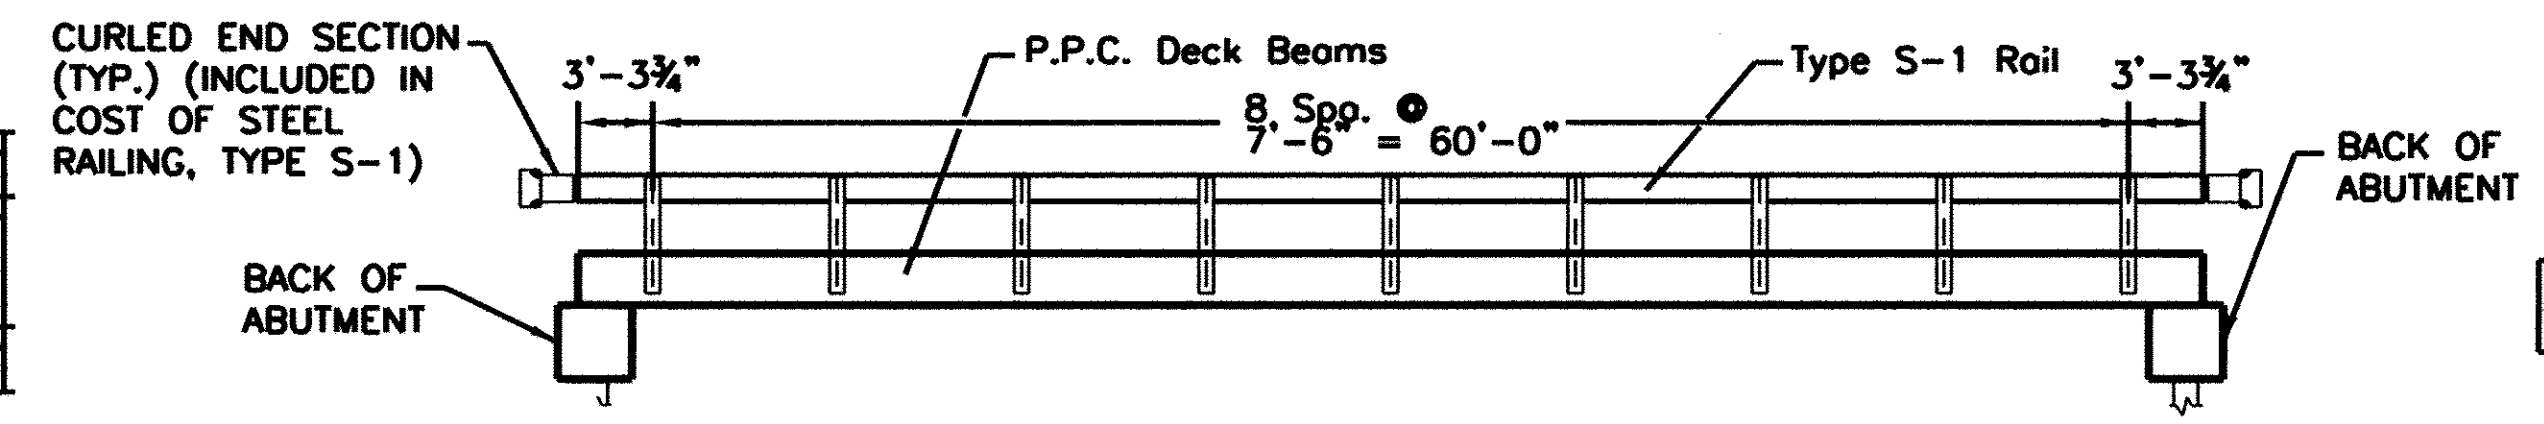 CURLED END SECTION
(TYP.) (INCLUDED IN
COST OF STEEL
RAILING, TYPE S-1)
3'-3¾"
P.P.C. Deck Beams
8 Spa. @
7'-6" = 60'-0"
Type S-1 Rail
3'-3¾"
BACK OF
ABUTMENT
BACK OF
ABUTMENT